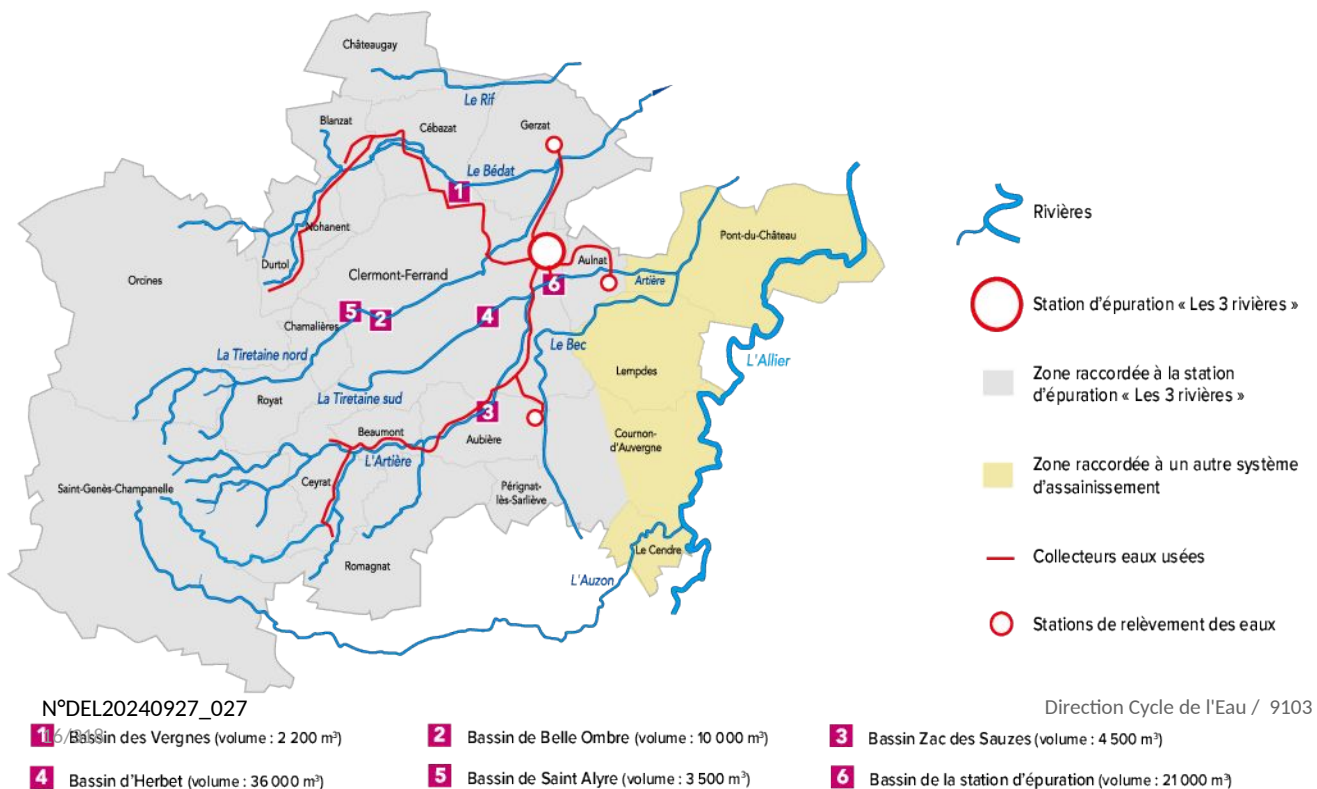 Châteaugay
Le Rif
Blanzat
Cébazat
Gerzat
Le Bédat
1
Nohanent
Durtol
Orcines
Clermont-Ferrand
Aulnat
6
Artière
Pont-du-Château
5
2
4
Chamalières
La Tiretaine nord
Le Bec
L'Allier
Lempdes
Royat
La Tiretaine sud
3
Beaumont
Aubière
Cournon-
d'Auvergne
L'Artière
Ceyrat
Saint-Genès-Champanelle
Pérignat-
lès-Sarliève
Le Cendre
Romagnat
L'Auzon
Rivières
Station d'épuration « Les 3 rivières »
Zone raccordée à la station
d'épuration « Les 3 rivières »
Zone raccordée à un autre système
d'assainissement
Collecteurs eaux usées
Stations de relèvement des eaux
N°DEL20240927_027
Direction Cycle de l'Eau / 9103
1 Bassin des Vergnes (volume : 2 200 m³)
2 Bassin de Belle Ombre (volume : 10 000 m³)
3 Bassin Zac des Sauzes (volume : 4 500 m³)
4 Bassin d'Herbet (volume : 36 000 m³)
5 Bassin de Saint Alyre (volume : 3 500 m³)
6 Bassin de la station d'épuration (volume : 21 000 m³)